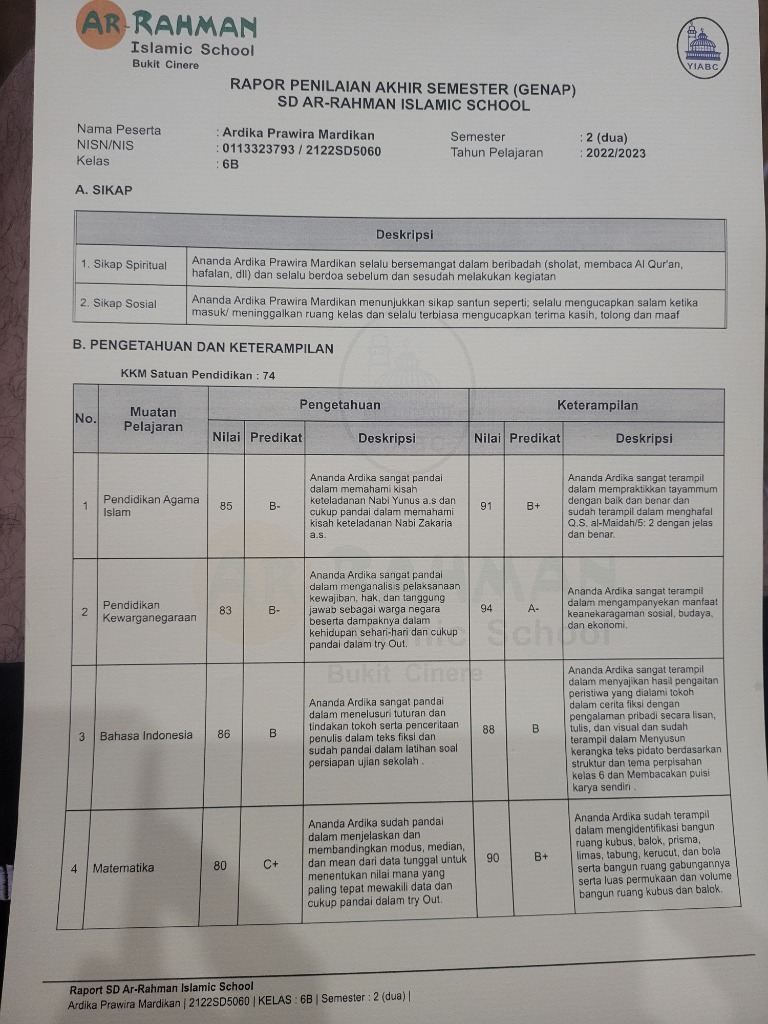 AR-RAHMAN
Islamic School
Bukit Cinere
YIABC
RAPOR PENILAIAN AKHIR SEMESTER (GENAP)
SD AR-RAHMAN ISLAMIC SCHOOL
Nama Peserta : Ardika Prawira Mardikan
NISN/NIS : 0113323793 / 2122SD5060
Kelas : 6B
Semester : 2 (dua)
Tahun Pelajaran : 2022/2023
A. SIKAP
Deskripsi
1. Sikap Spiritual
Ananda Ardika Prawira Mardikan selalu bersemangat dalam beribadah (sholat, membaca Al Qur'an,
hafalan, dll) dan selalu berdoa sebelum dan sesudah melakukan kegiatan
2. Sikap Sosial
Ananda Ardika Prawira Mardikan menunjukkan sikap santun seperti; selalu mengucapkan salam ketika
masuk/ meninggalkan ruang kelas dan selalu terbiasa mengucapkan terima kasih, tolong dan maaf
B. PENGETAHUAN DAN KETERAMPILAN
KKM Satuan Pendidikan : 74
No.
Muatan
Pelajaran
Pengetahuan
Keterampilan
Nilai Predikat Deskripsi Nilai Predikat Deskripsi
1
Pendidikan Agama
Islam
85
B-
Ananda Ardika sangat pandai
dalam memahami kisah
keteladanan Nabi Yunus a.s dan
cukup pandai dalam memahami
kisah keteladanan Nabi Zakaria
a.s.
91
B+
Ananda Ardika sangat terampil
dalam mempraktikkan tayammum
dengan baik dan benar dan
sudah terampil dalam menghafal
Q.S. al-Maidah/5: 2 dengan jelas
dan benar.
2
Pendidikan
Kewarganegaraan
83
B-
Ananda Ardika sangat pandai
dalam menganalisis pelaksanaan
kewajiban, hak, dan tanggung
jawab sebagai warga negara
beserta dampaknya dalam
kehidupan sehari-hari dan cukup
pandai dalam try Out.
94
A-
Ananda Ardika sangat terampil
dalam mengampanyekan manfaat
keanekaragaman sosial, budaya,
dan ekonomi.
3
Bahasa Indonesia
86
B
Ananda Ardika sangat pandai
dalam menelusuri tuturan dan
tindakan tokoh serta penceritaan
penulis dalam teks fiksi dan
sudah pandai dalam latihan soal
persiapan ujian sekolah .
88
B
Ananda Ardika sangat terampil
dalam menyajikan hasil pengaitan
peristiwa yang dialami tokoh
dalam cerita fiksi dengan
pengalaman pribadi secara lisan,
tulis, dan visual dan sudah
terampil dalam Menyusun
kerangka teks pidato berdasarkan
struktur dan tema perpisahan
kelas 6 dan Membacakan puisi
karya sendiri .
4
Matematika
80
C+
Ananda Ardika sudah pandai
dalam menjelaskan dan
membandingkan modus, median,
dan mean dari data tunggal untuk
menentukan nilai mana yang
paling tepat mewakili data dan
cukup pandai dalam try Out.
90
B+
Ananda Ardika sudah terampil
dalam mengidentifikasi bangun
ruang kubus, balok, prisma,
limas, tabung, kerucut, dan bola
serta bangun ruang gabungannya
serta luas permukaan dan volume
bangun ruang kubus dan balok.
Raport SD Ar-Rahman Islamic School
Ardika Prawira Mardikan | 2122SD5060 | KELAS : 6B | Semester : 2 (dua) |